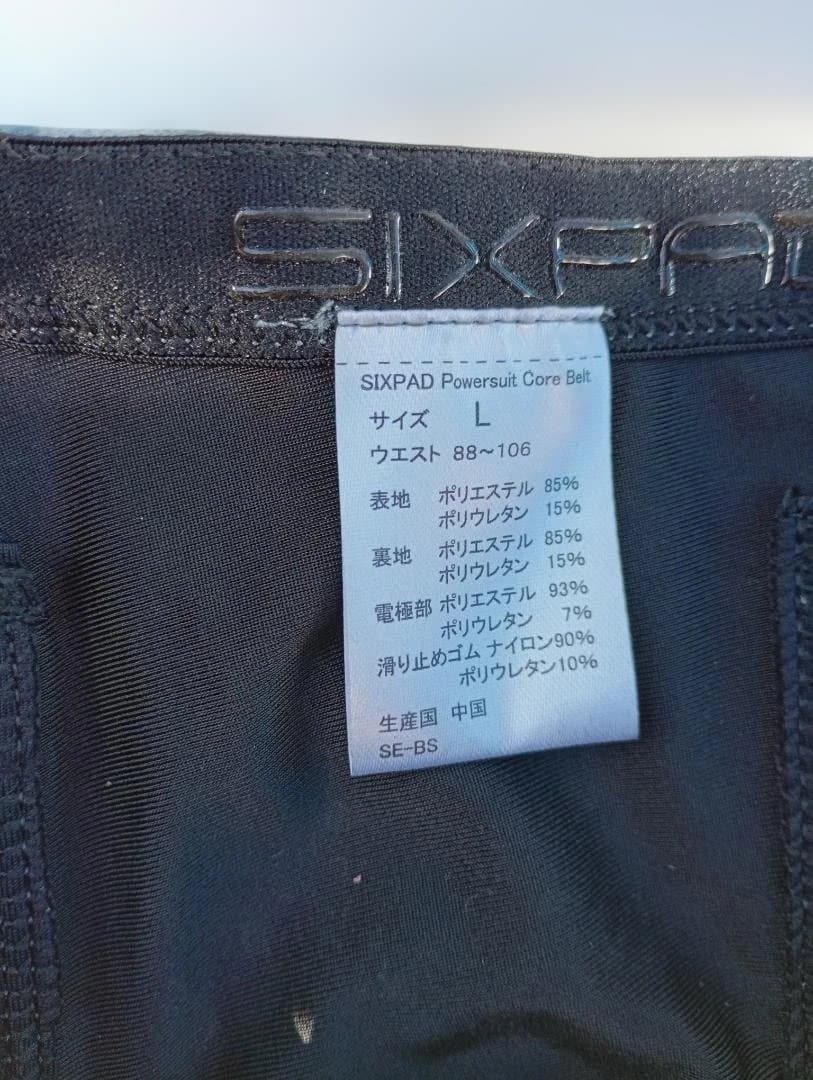 SIXPAD
SIXPAD Powersuit Core Belt
サイズ L
ウエスト 88～106
表地 ポリエステル 85%
ポリウレタン 15%
裏地 ポリエステル 85%
ポリウレタン 15%
電極部 ポリエステル 93%
ポリウレタン 7%
滑り止めゴム ナイロン90%
ポリウレタン10%
生産国 中国
SE-BS